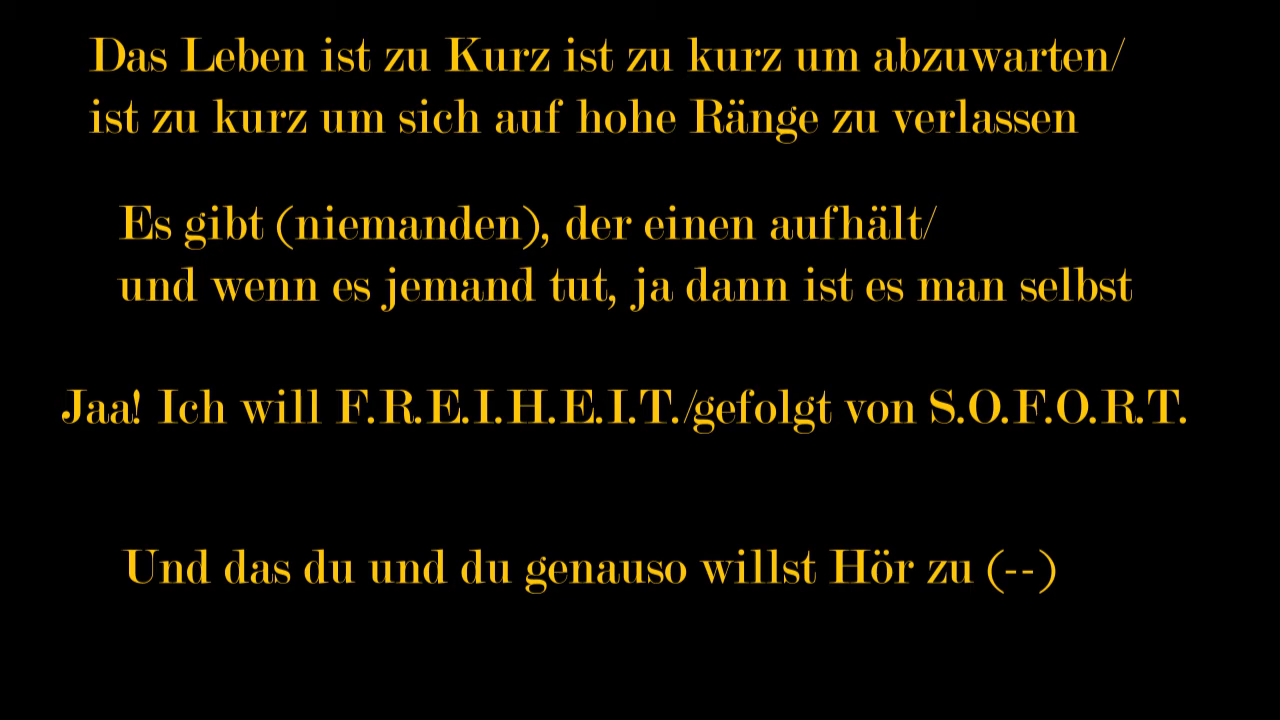 Das Leben ist zu Kurz ist zu kurz um abzuwarten/
ist zu kurz um sich auf hohe Ränge zu verlassen
Es gibt (niemanden), der einen aufhält/
und wenn es jemand tut, ja dann ist es man selbst
Jaa! Ich will F.R.E.I.H.E.I.T./gefolgt von S.O.F.O.R.T.
Und das du und du genauso willst Hör zu (--)